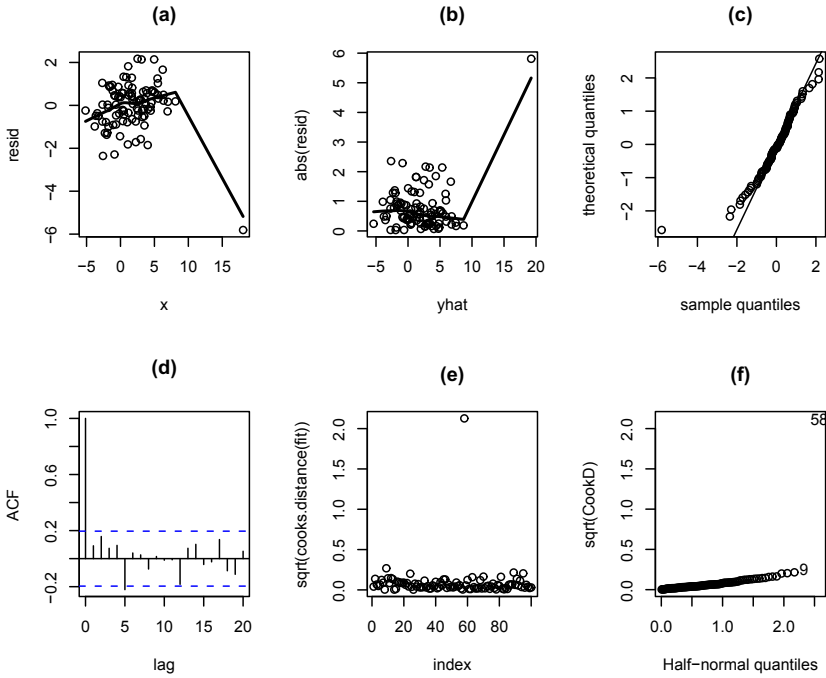 (a)
resid
2
0
−2
−4
−6
−5 0 5 10 15
x
(b)
abs(resid)
6
5
4
3
2
1
0
−5 0 5 10 15 20
yhat
(c)
theoretical quantiles
2
1
0
−1
−2
−6 −4 −2 0 2
sample quantiles
(d)
ACF
1.0
0.6
0.2
−0.2
0 5 10 15 20
lag
(e)
sqrt(cooks.distance(fit))
2.0
1.5
1.0
0.5
0.0
0 20 40 60 80
index
(f)
sqrt(CookD)
2.0
1.5
1.0
0.5
0.0
58
9
0.0 1.0 2.0
Half−normal quantiles